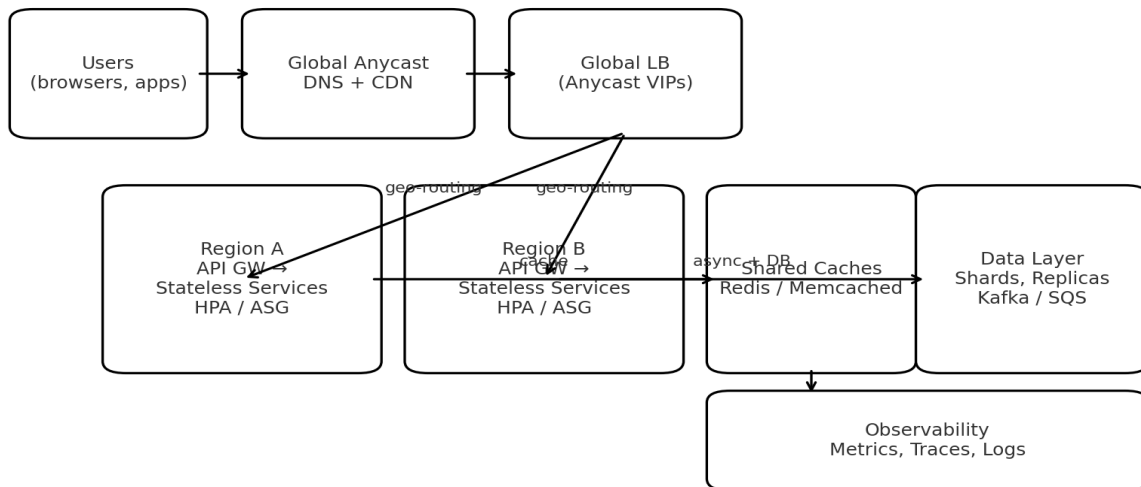 Users
(browsers, apps)
Global Anycast
DNS + CDN
Global LB
(Anycast VIPs)
geo-routing
geo-routing
Region A
API GW →
Stateless Services
HPA / ASG
Region B
API GW →
Stateless Services
HPA / ASG
cache
async + DB
Shared Caches
Redis / Memcached
Data Layer
Shards, Replicas
Kafka / SQS
Observability
Metrics, Traces, Logs